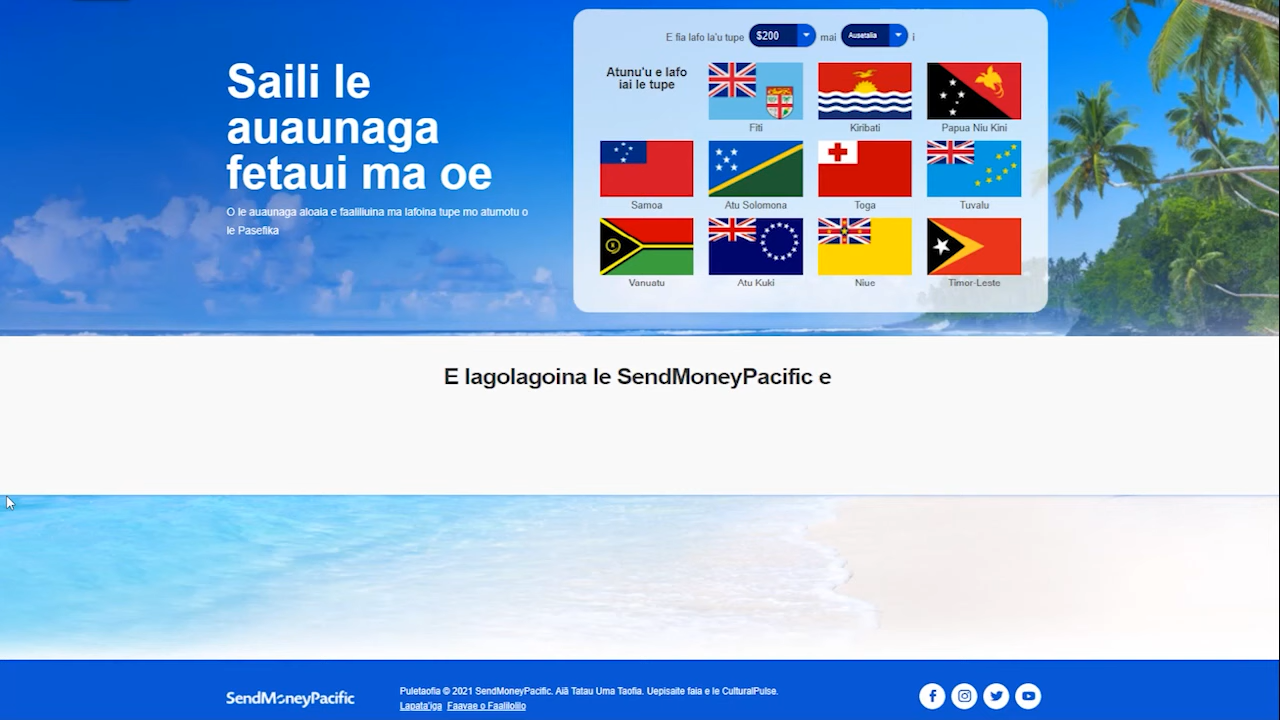 Saili le
auaunaga
fetaui ma oe
O le auaunaga aloaia e faaliliuina ma lafoina tupe mo atumotu o
le Pasefika
E fia lafo la'u tupe $200 mai Ausetalia i
Atunu'u e lafo
iai le tupe
Fiti
Kiribati
Papua Niu Kini
Samoa
Atu Solomona
Toga
Tuvalu
Vanuatu
Atu Kuki
Niue
Timor-Leste
E lagolagoina le SendMoneyPacific e
SendMoneyPacific
Puletaofia © 2021 SendMoneyPacific. Aiā Tatau Uma Taofia. Uepisaite faia e le CulturalPulse.
Lapata'iga Faavae o Faalilolilo